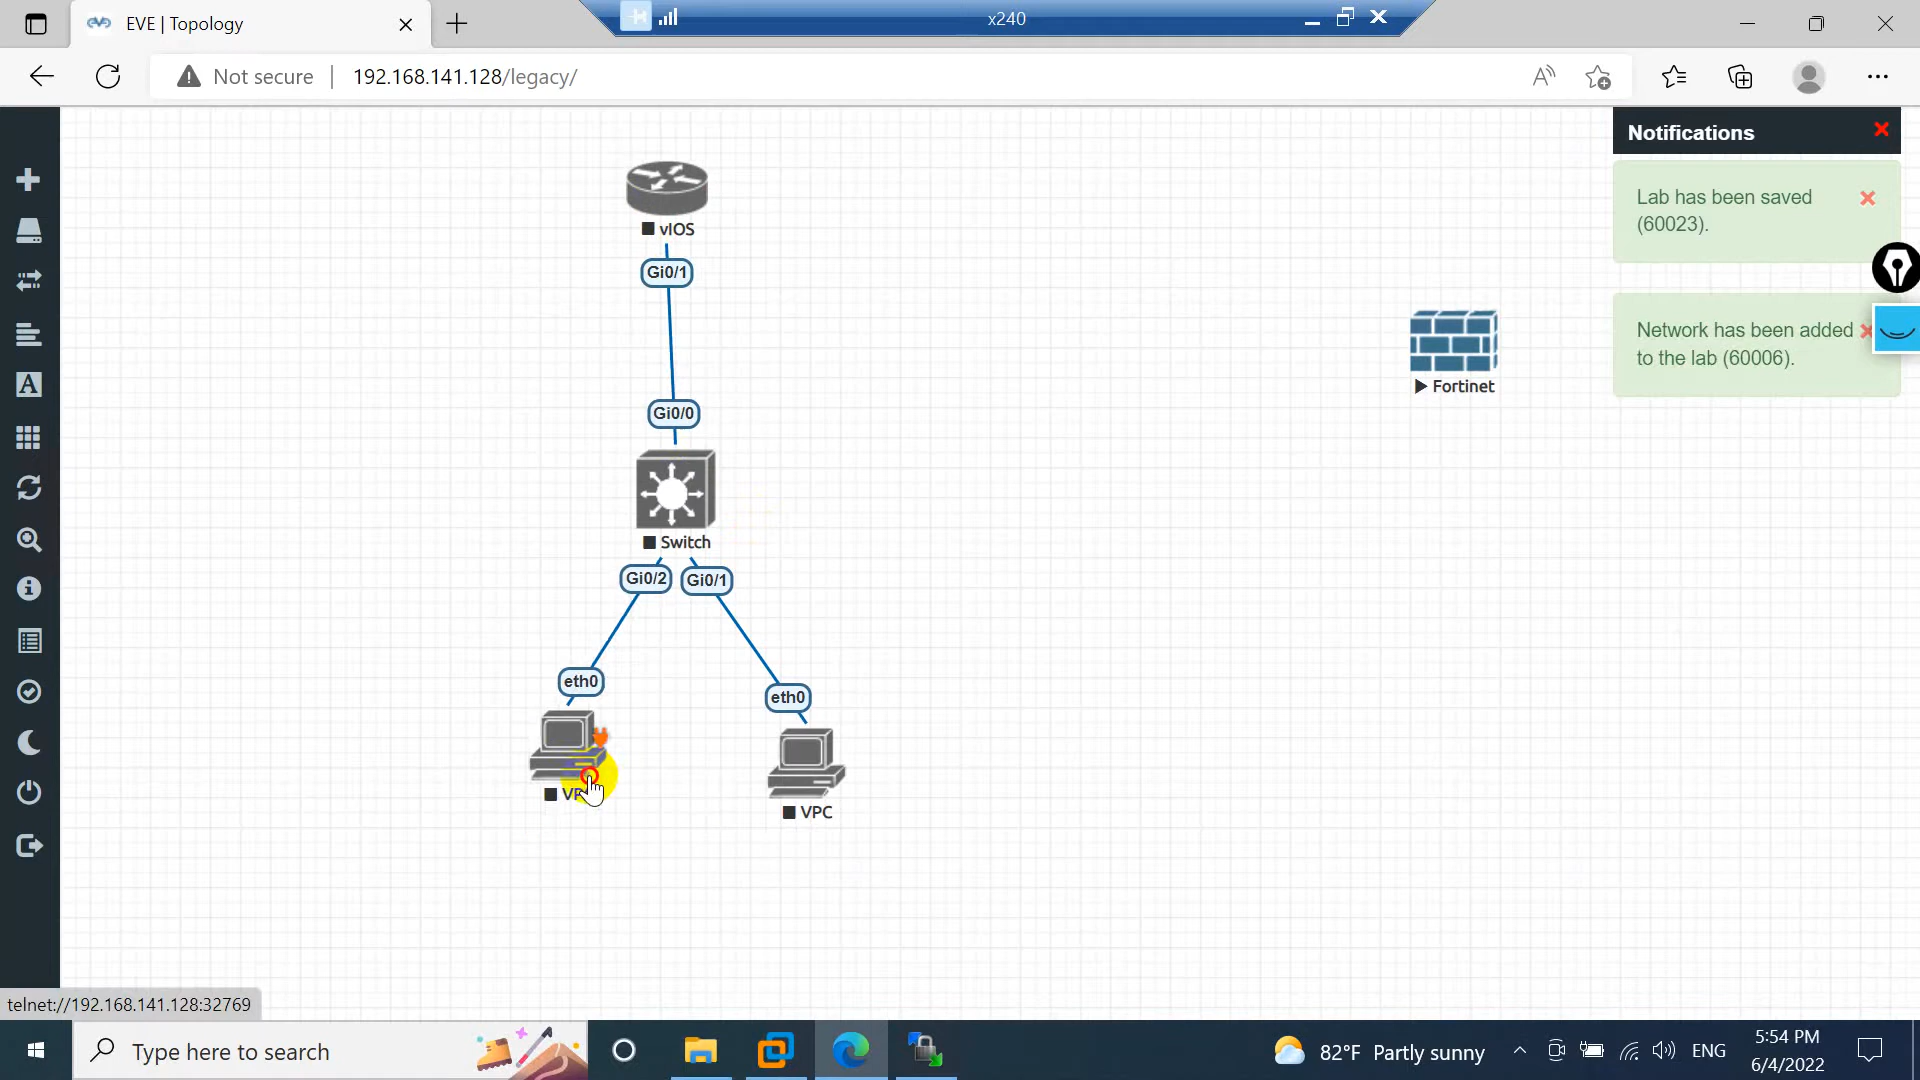 EVE | Topology
x240
Not secure
192.168.141.128/legacy/
Notifications
Lab has been saved
(60023).
Network has been added
to the lab (60006).
vIOS
Gi0/1
Fortinet
Gi0/0
Switch
Gi0/2
Gi0/1
eth0
eth0
VPC
telnet://192.168.141.128:32769
Type here to search
82°F Partly sunny
ENG
5:54 PM
6/4/2022